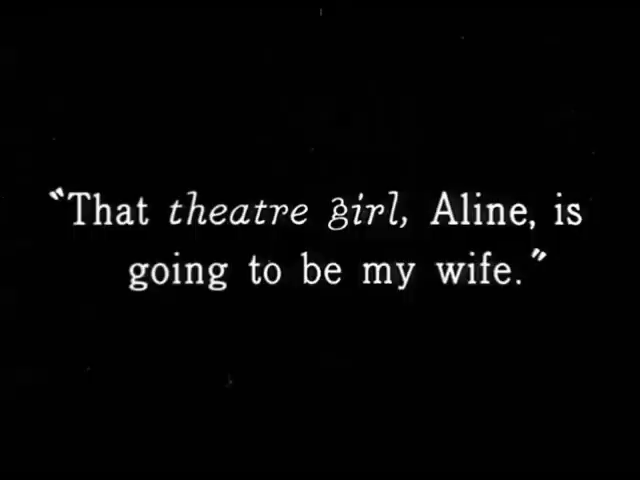 "That theatre girl, Aline, is
going to be my wife."